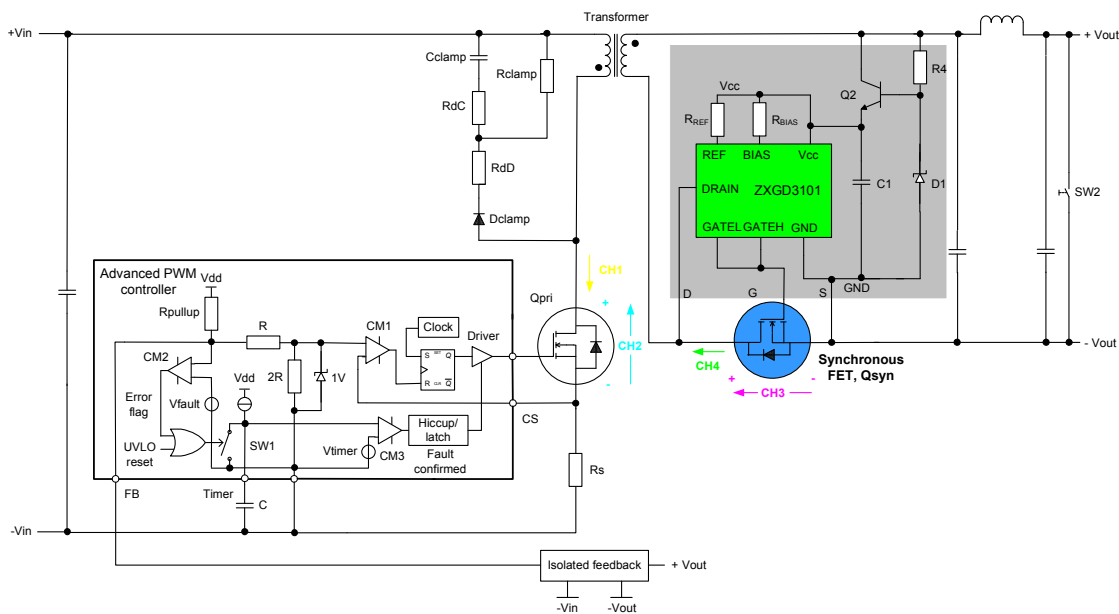 Transformer
+Vin
+ Vout
Cclamp
Rclamp
R4
Vcc
Q2
RdC
RREF
RBIAS
REF
BIAS
Vcc
RdD
DRAIN
ZXGD3101
C1
D1
SW2
Dclamp
GATEL
GATEH
GND
Advanced PWM
controller
CH1
GND
Vdd
D
G
S
Qpri
+
Rpullup
Clock
Driver
CM1
R
CM2
S
SET
Q
CH2
- Vout
CH4
Synchronous
FET, Qsyn
R
CLR
Q
Vdd
2R
1V
+
-
CH3
-
Error
flag
Vfault
CS
Hiccup/
latch
UVLO
reset
SW1
Vtimer
CM3
Fault
confirmed
Rs
FB
Timer
C
-Vin
Isolated feedback
+ Vout
-Vin
-Vout